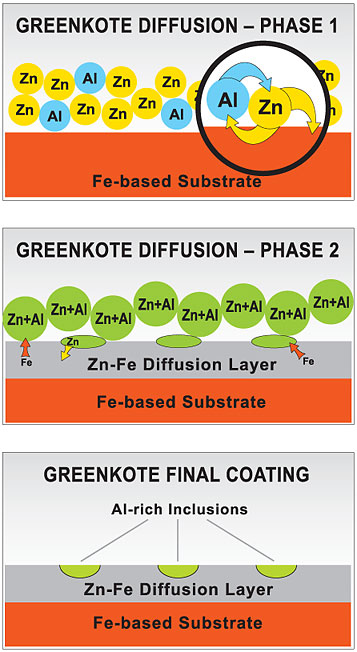 GREENKOTE DIFFUSION – PHASE 1
Zn Zn Al Zn Zn Zn
Zn Al Zn Zn Zn Al Zn
Al Zn
Fe-based Substrate
GREENKOTE DIFFUSION – PHASE 2
Zn+Al Zn+Al Zn+Al Zn+Al Zn+Al Zn+Al Zn+Al Zn+Al
Zn
Fe Fe
Zn-Fe Diffusion Layer
Fe-based Substrate
GREENKOTE FINAL COATING
Al-rich Inclusions
Zn-Fe Diffusion Layer
Fe-based Substrate